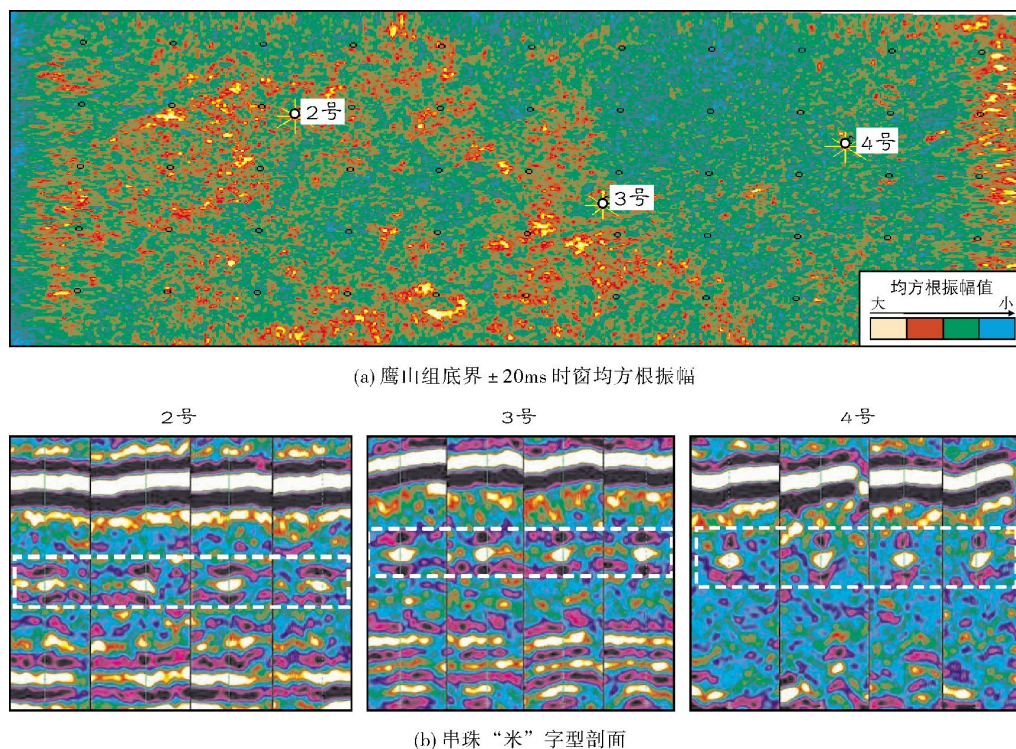 2号
4号
3号
均方根振幅值
大 小
(a) 鹰山组底界 ± 20ms 时窗均方根振幅
2号 3号 4号
(b) 串珠“米”字型剖面